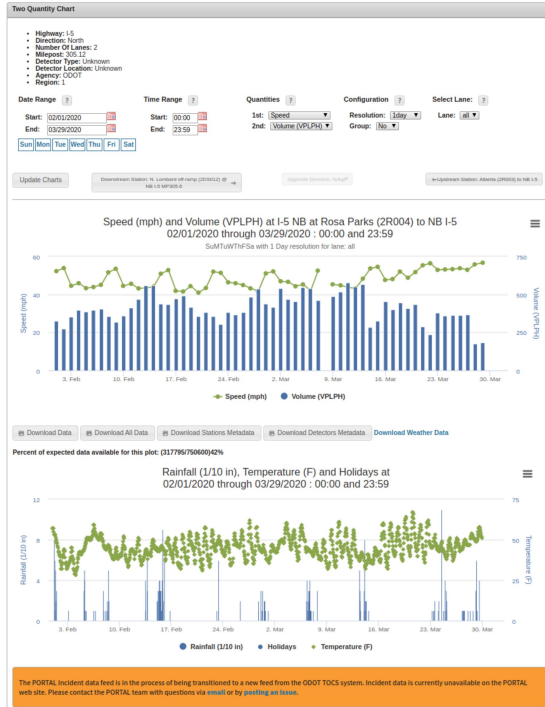 Two Quantity Chart
Highway: I-5
Direction: North
Number Of Lanes: 2
Milepost: 305.12
Detector Type: Unknown
Detector Location: Unknown
Agency: ODOT
Region: 1
Date Range ? Time Range ? Quantities ? Configuration ? Select Lane: ?
Start: 02/01/2020 Start: 00:00 1st: Speed Resolution: 1day Lane: all
End: 03/29/2020 End: 23:59 2nd: Volume (VPLPH) Group: No
Sun Mon Tue Wed Thu Fri Sat
Update Charts
Downstream Station: N. Lombard off-ramp @ NB I-5 MP305.6 →
←Upstream Station: Alberta (2R003) to NB I-5
Speed (mph) and Volume (VPLPH) at I-5 NB at Rosa Parks (2R004) to NB I-5
02/01/2020 through 03/29/2020 : 00:00 and 23:59
SuMTuWThFSa with 1 Day resolution for lane: all
60 750
40 500
20 250
0 0
Speed (mph)
Volume (VPLPH)
3. Feb 10. Feb 17. Feb 24. Feb 2. Mar 9. Mar 16. Mar 23. Mar 30. Mar
Speed (mph) Volume (VPLPH)
Download Data Download All Data Download Stations Metadata Download Detectors Metadata Download Weather Data
Percent of expected data available for this plot: (317795/750600)42%
Rainfall (1/10 in), Temperature (F) and Holidays at
02/01/2020 through 03/29/2020 : 00:00 and 23:59
12 75
8 50
4 25
0 0
Rainfall (1/10 in)
Temperature (F)
3. Feb 10. Feb 17. Feb 24. Feb 2. Mar 9. Mar 16. Mar 23. Mar 30. Mar
Rainfall (1/10 in) Holidays Temperature (F)
The PORTAL Incident data feed is in the process of being transitioned to a new feed from the ODOT TOCS system. Incident data is currently unavailable on the PORTAL
web site. Please contact the PORTAL team with questions via email or by posting an issue.